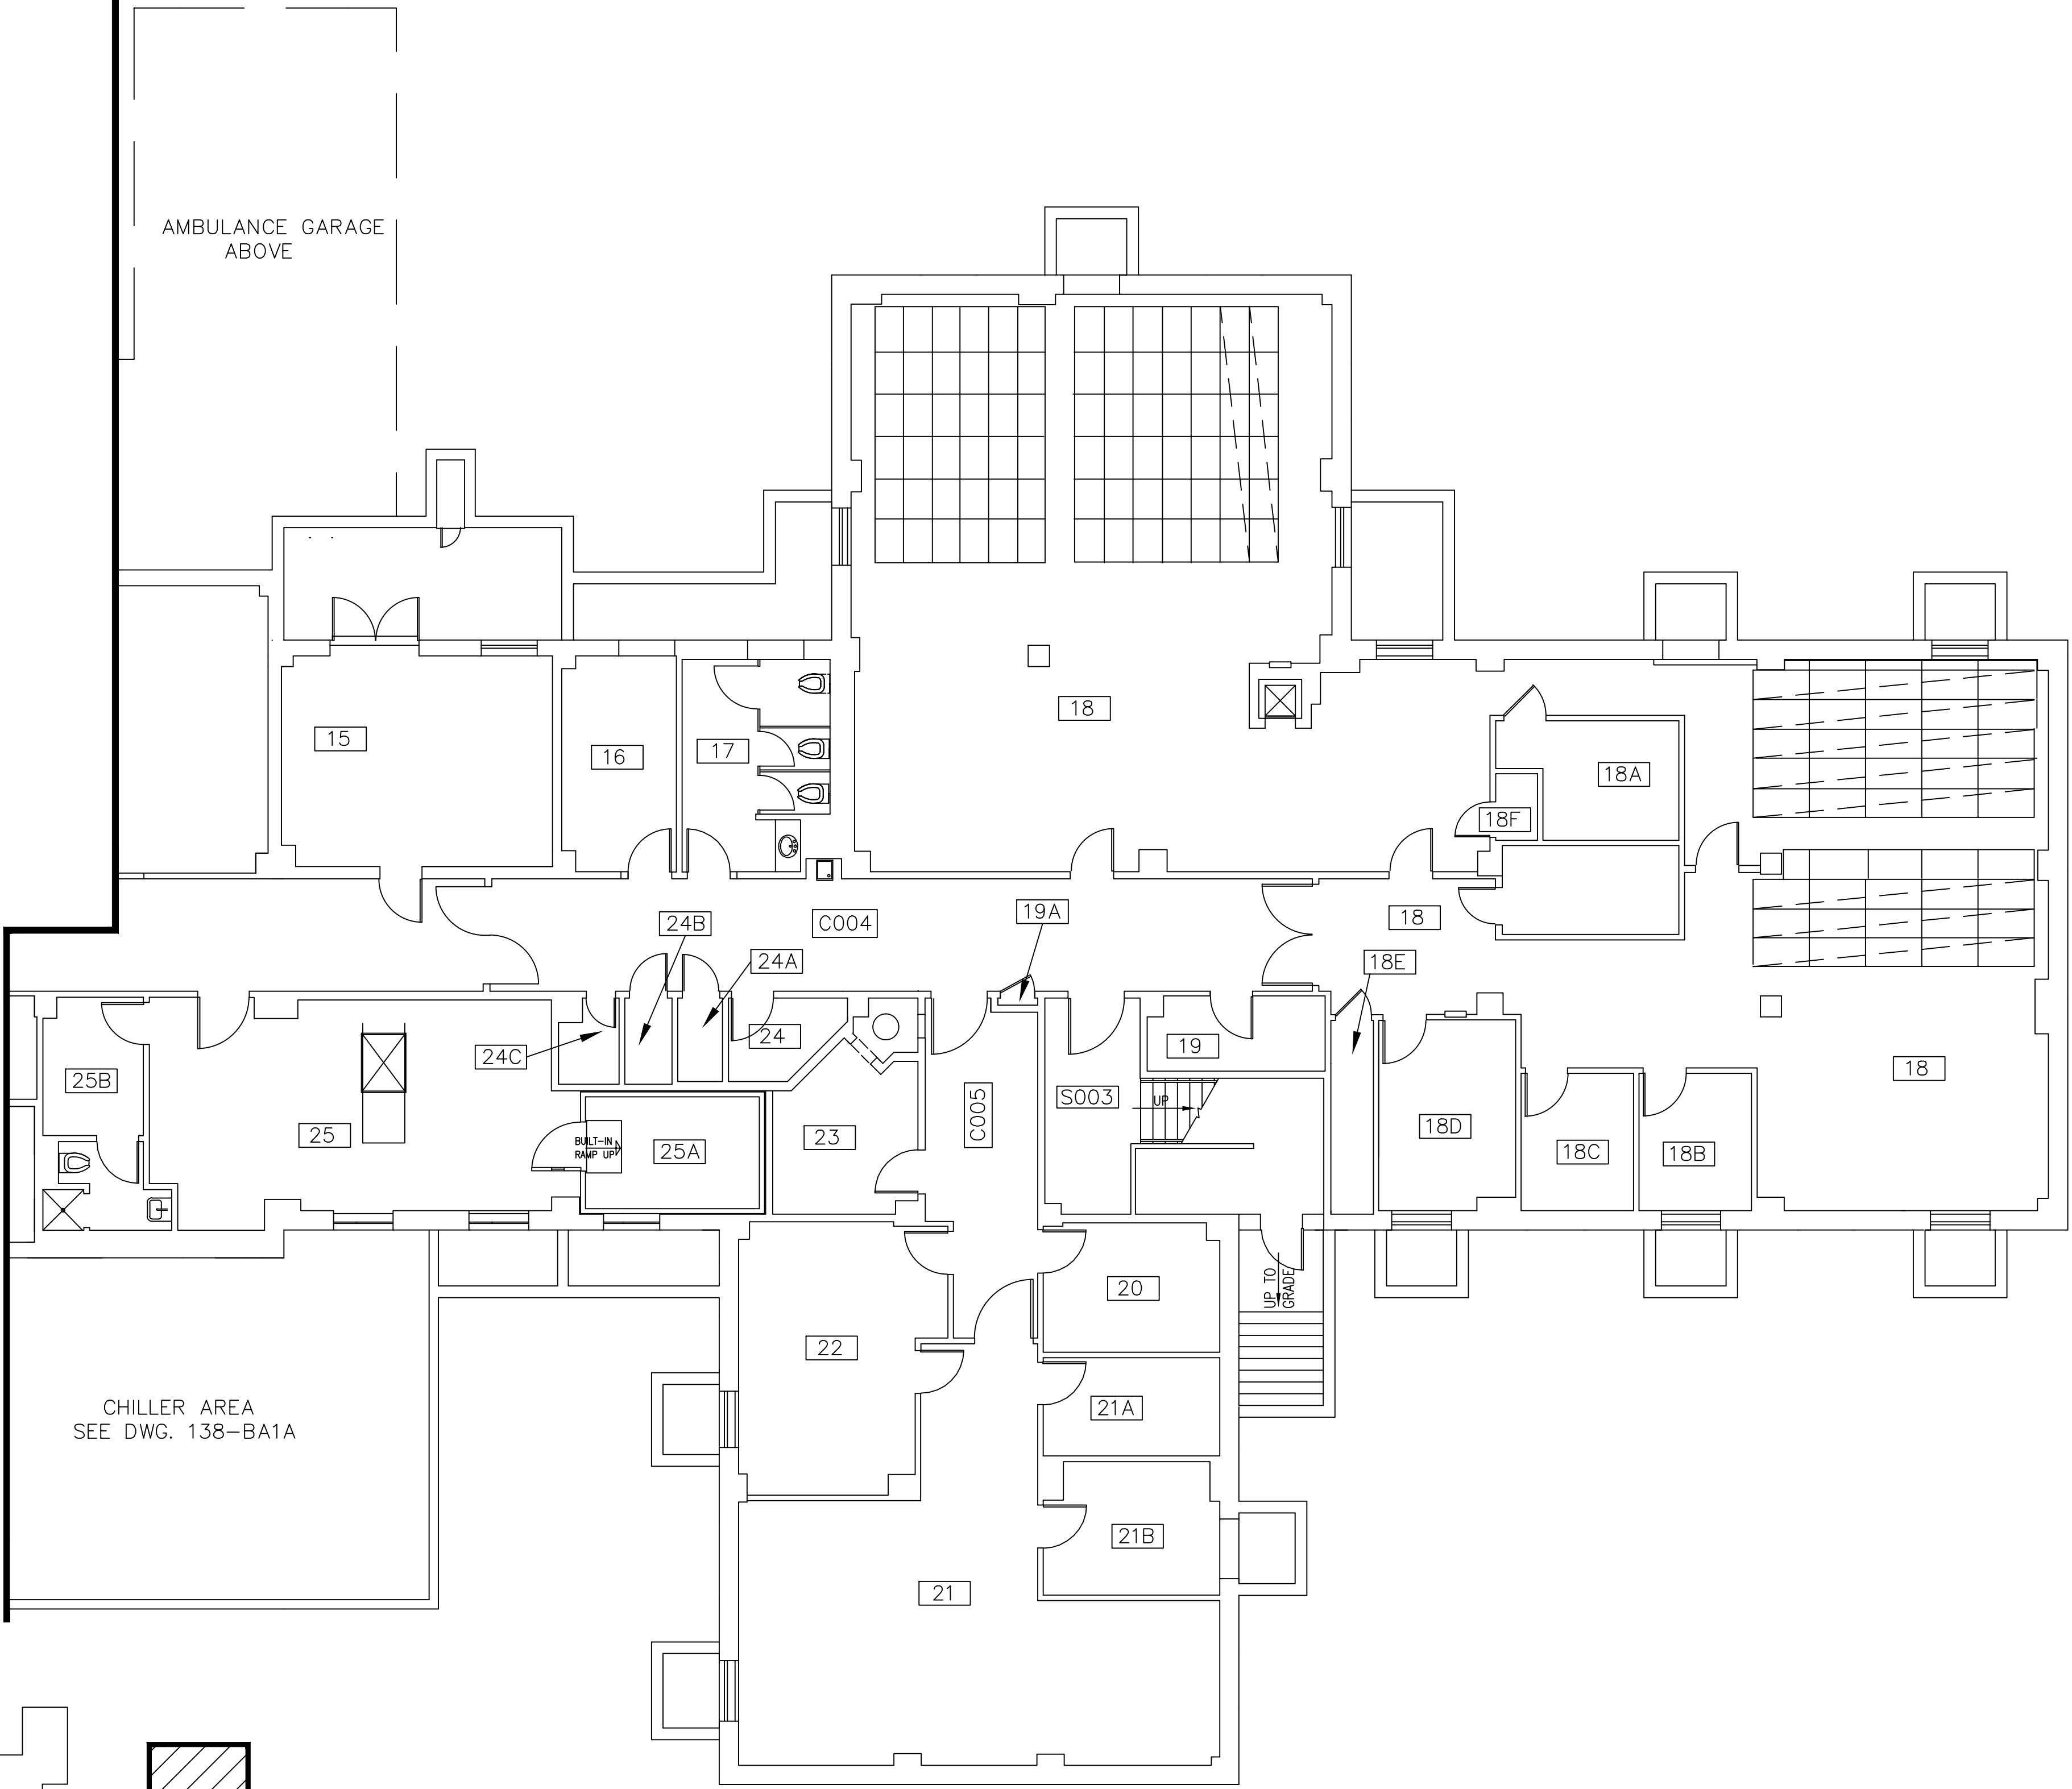 AMBULANCE GARAGE
ABOVE
15
16
17
18
18A
18F
C004
19A
18
24B
24A
18E
24
24C
19
25B
25
BUILT-IN
RAMP UP
25A
23
C005
S003
UP
18
18D
18C
18B
22
20
UP TO
GRADE
CHILLER AREA
SEE DWG. 138-BA1A
21A
21B
21